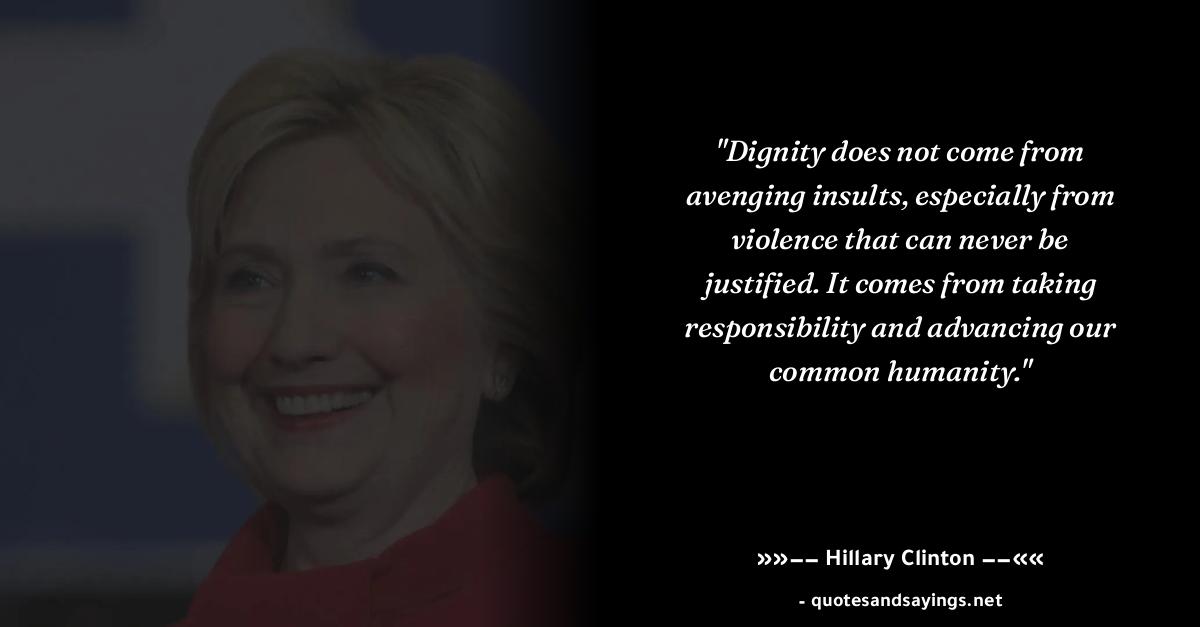 "Dignity does not come from
avenging insults, especially from
violence that can never be
justified. It comes from taking
responsibility and advancing our
common humanity."
»»−− Hillary Clinton −−««
- quotesandsayings.net